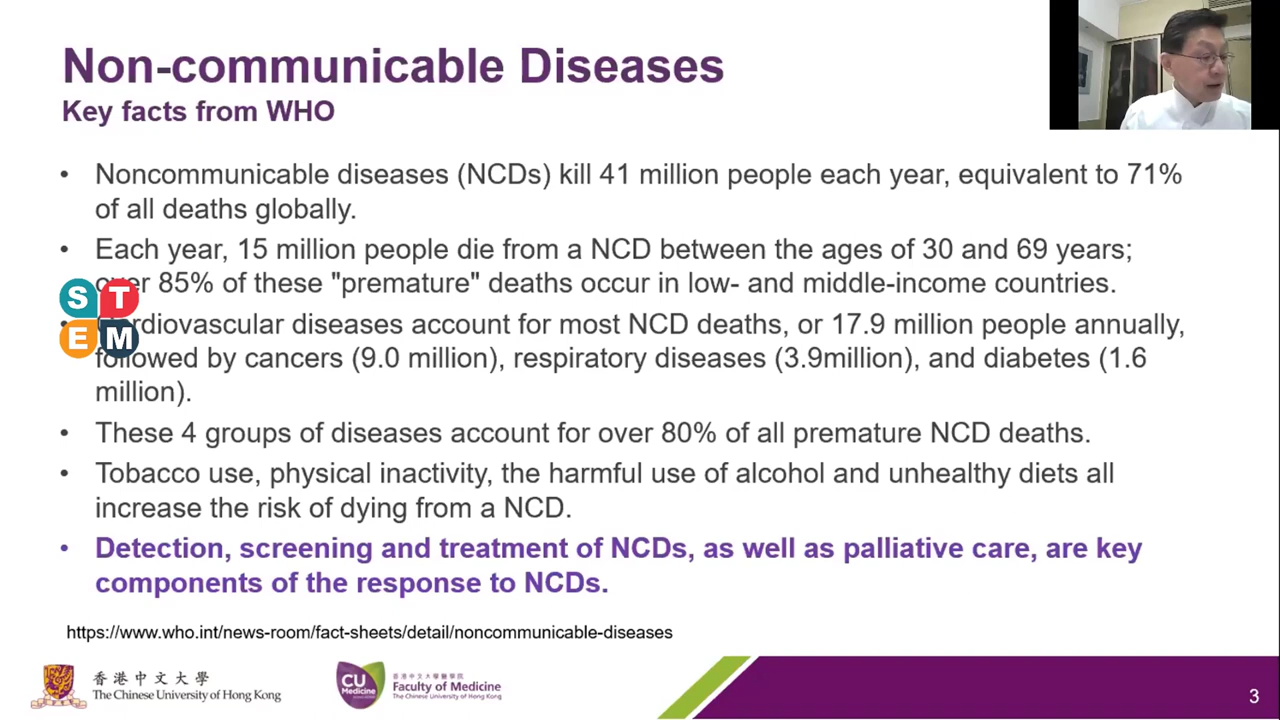 Non-communicable Diseases
Key facts from WHO
• Noncommunicable diseases (NCDs) kill 41 million people each year, equivalent to 71%
of all deaths globally.
• Each year, 15 million people die from a NCD between the ages of 30 and 69 years;
over 85% of these "premature" deaths occur in low- and middle-income countries.
• Cardiovascular diseases account for most NCD deaths, or 17.9 million people annually,
followed by cancers (9.0 million), respiratory diseases (3.9million), and diabetes (1.6
million).
• These 4 groups of diseases account for over 80% of all premature NCD deaths.
• Tobacco use, physical inactivity, the harmful use of alcohol and unhealthy diets all
increase the risk of dying from a NCD.
• Detection, screening and treatment of NCDs, as well as palliative care, are key
components of the response to NCDs.
S T
E M
https://www.who.int/news-room/fact-sheets/detail/noncommunicable-diseases
香港中文大學
The Chinese University of Hong Kong
CU
Medicine
香港中文大學醫學院
Faculty of Medicine
The Chinese University of Hong Kong
3